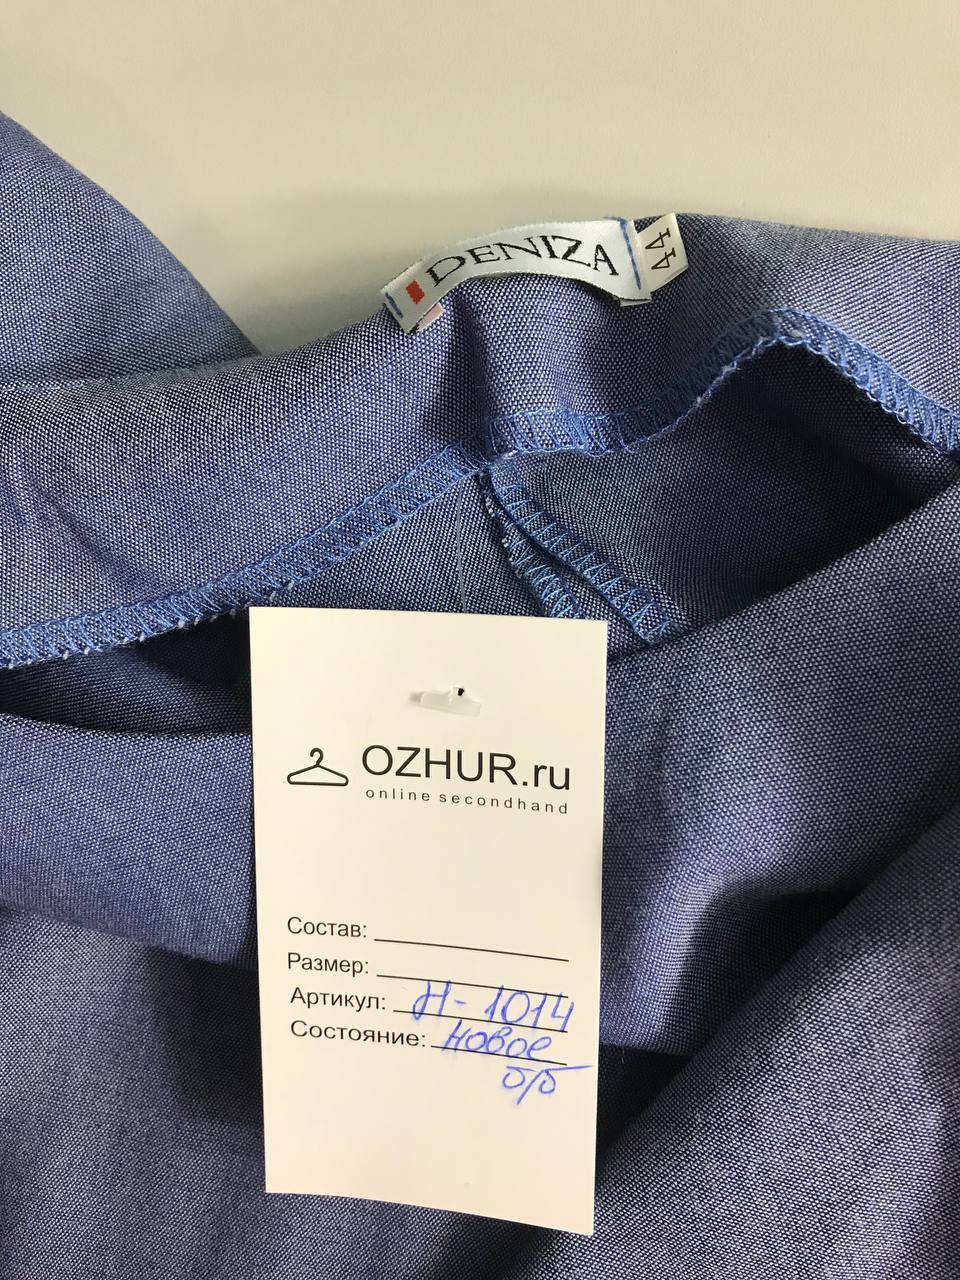 DENIZA
44
OZHUR.ru
online secondhand
Состав:
Размер:
Артикул: Н-1014
Состояние: новое
б/б